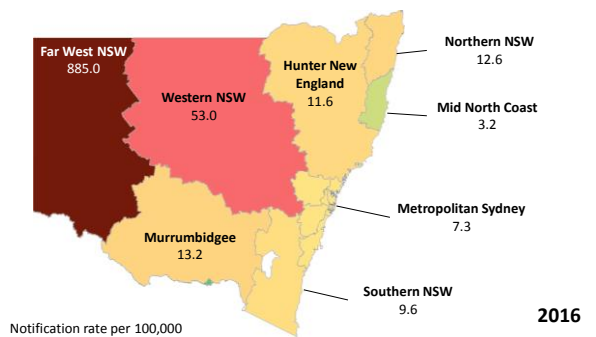 Far West NSW
885.0
Western NSW
53.0
Hunter New
England
11.6
Northern NSW
12.6
Mid North Coast
3.2
Metropolitan Sydney
7.3
Murrumbidgee
13.2
Southern NSW
9.6
2016
Notification rate per 100,000